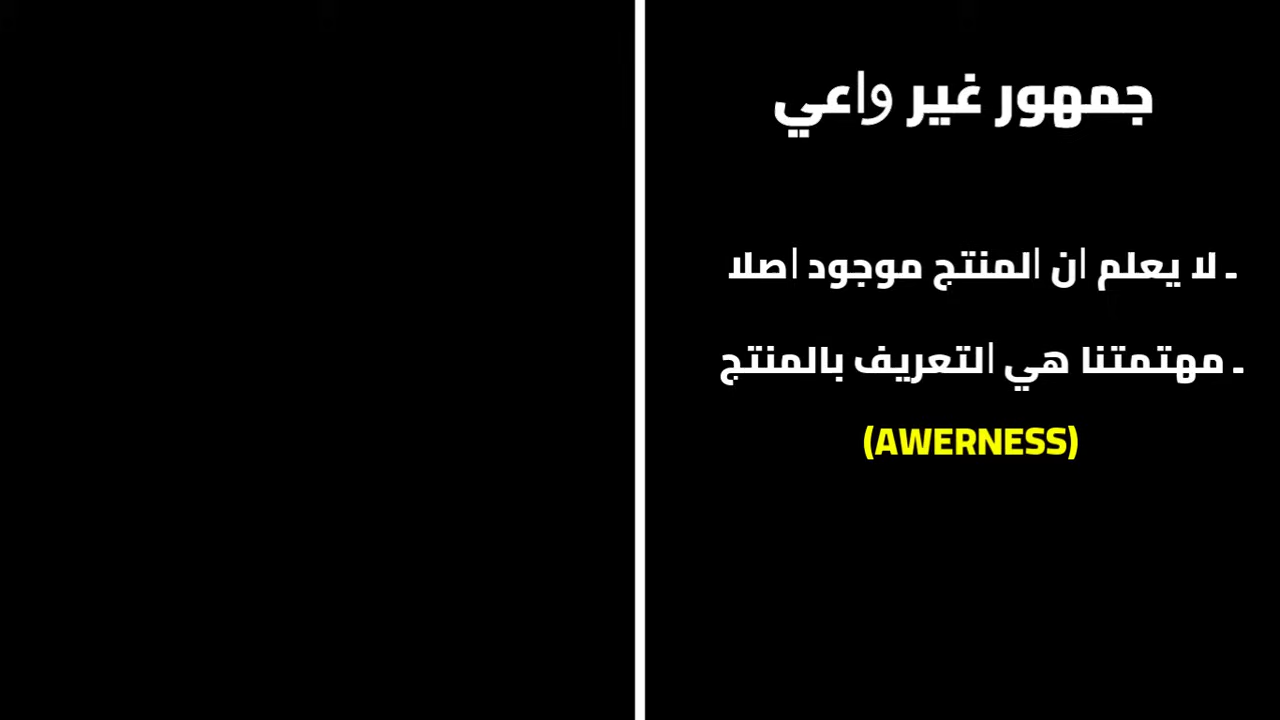 جمهور غير واعي
- لا يعلم ان المنتج موجود اصلا
- مهتمتنا هي التعريف بالمنتج
(AWERNESS)